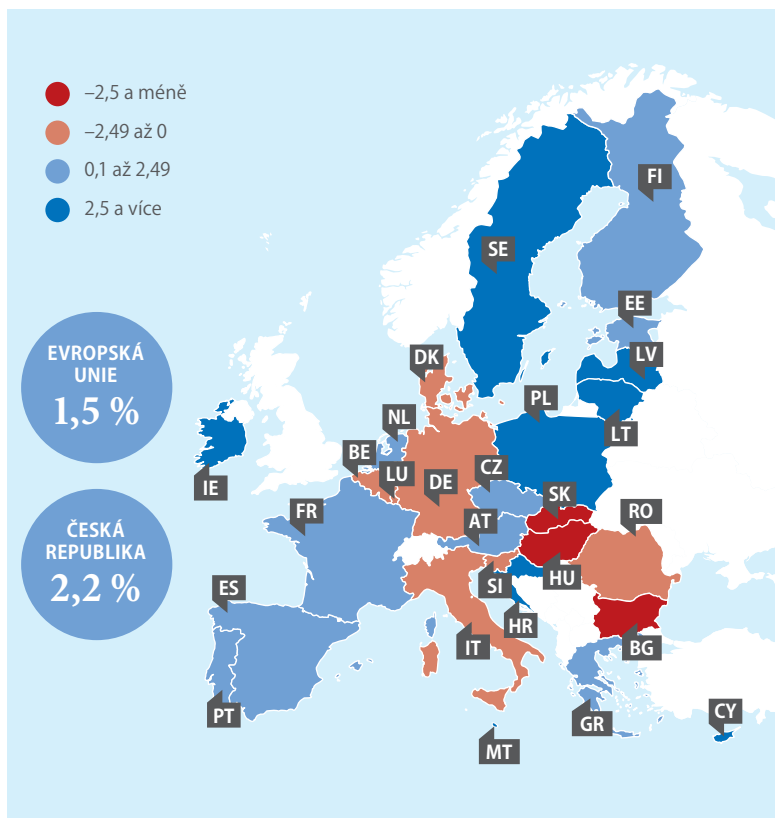 –2,5 a méně
–2,49 až 0
0,1 až 2,49
2,5 a více
FI
SE
EE
EVROPSKÁ
UNIE
1,5 %
LV
DK
PL
NL
LT
BE
LU
CZ
IE
DE
SK
FR
AT
RO
ČESKÁ
REPUBLIKA
2,2 %
ES
SI
HU
HR
IT
BG
PT
GR
CY
MT